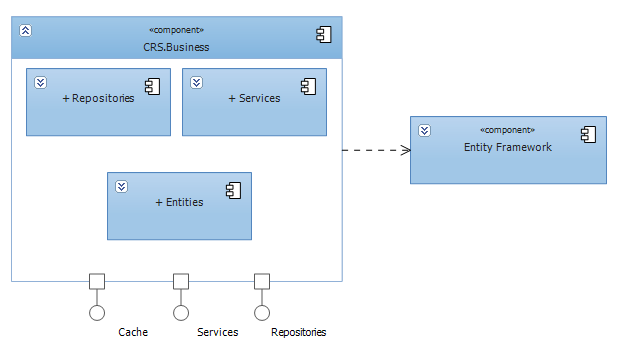 «component»
CRS.Business
+ Repositories
+ Services
+ Entities
«component»
Entity Framework
Cache
Services
Repositories